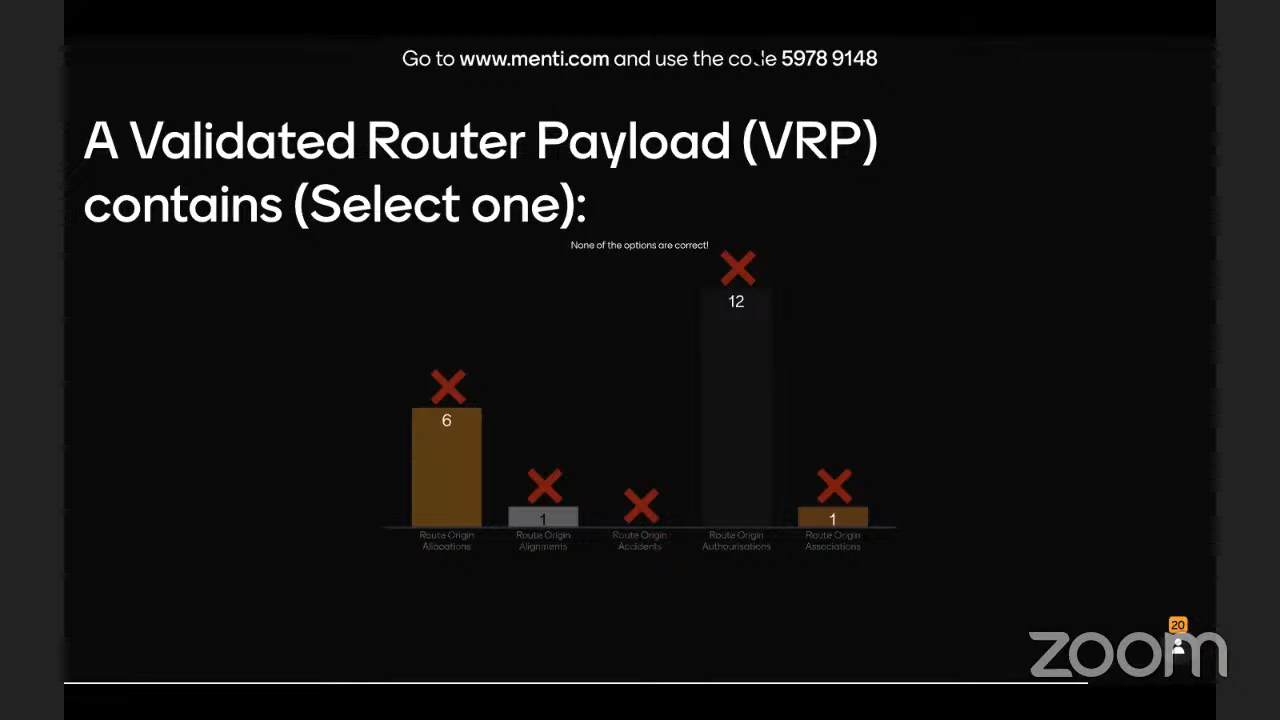 Go to www.menti.com and use the code 5978 9148
A Validated Router Payload (VRP)
contains (Select one):
None of the options are correct!
12
6
1
1
Route Origin
Allocations
Route Origin
Alignments
Route Origin
Accidents
Route Origin
Authourisations
Route Origin
Associations
20
zoom